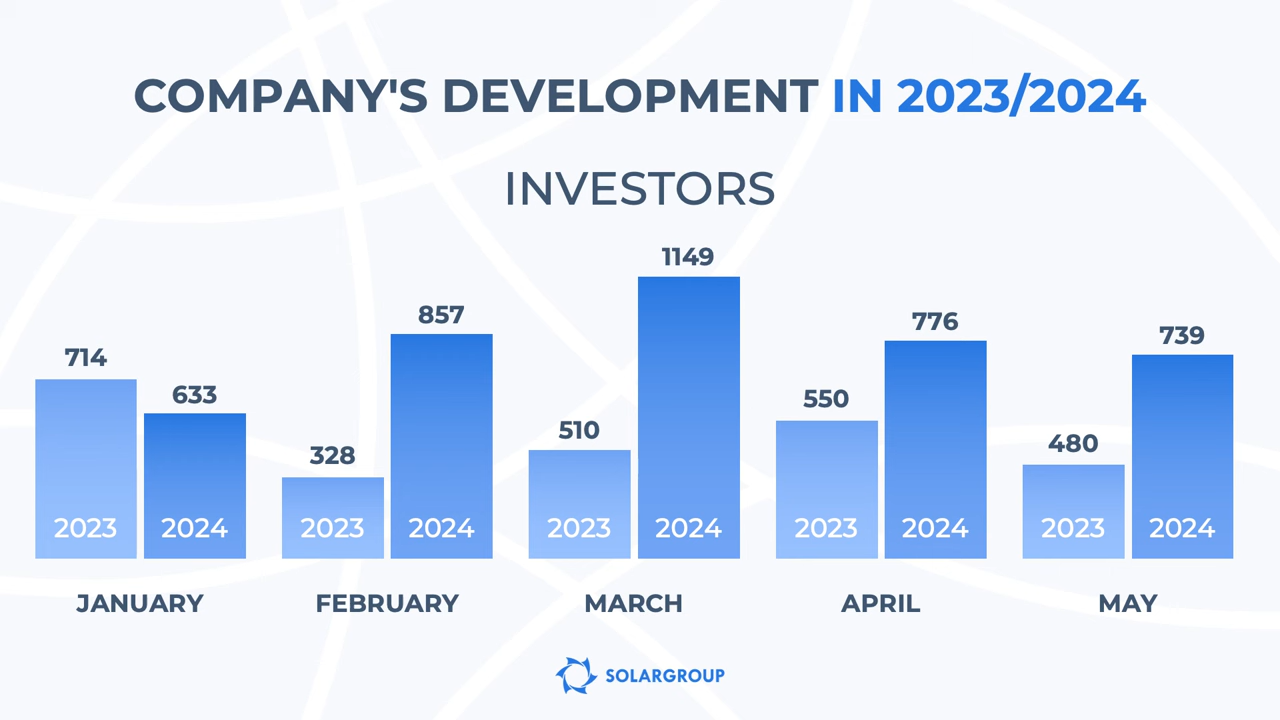 COMPANY'S DEVELOPMENT IN 2023/2024
INVESTORS
714
633
2023
2024
JANUARY
328
857
2023
2024
FEBRUARY
510
1149
2023
2024
MARCH
550
776
2023
2024
APRIL
480
739
2023
2024
MAY
SOLARGROUP